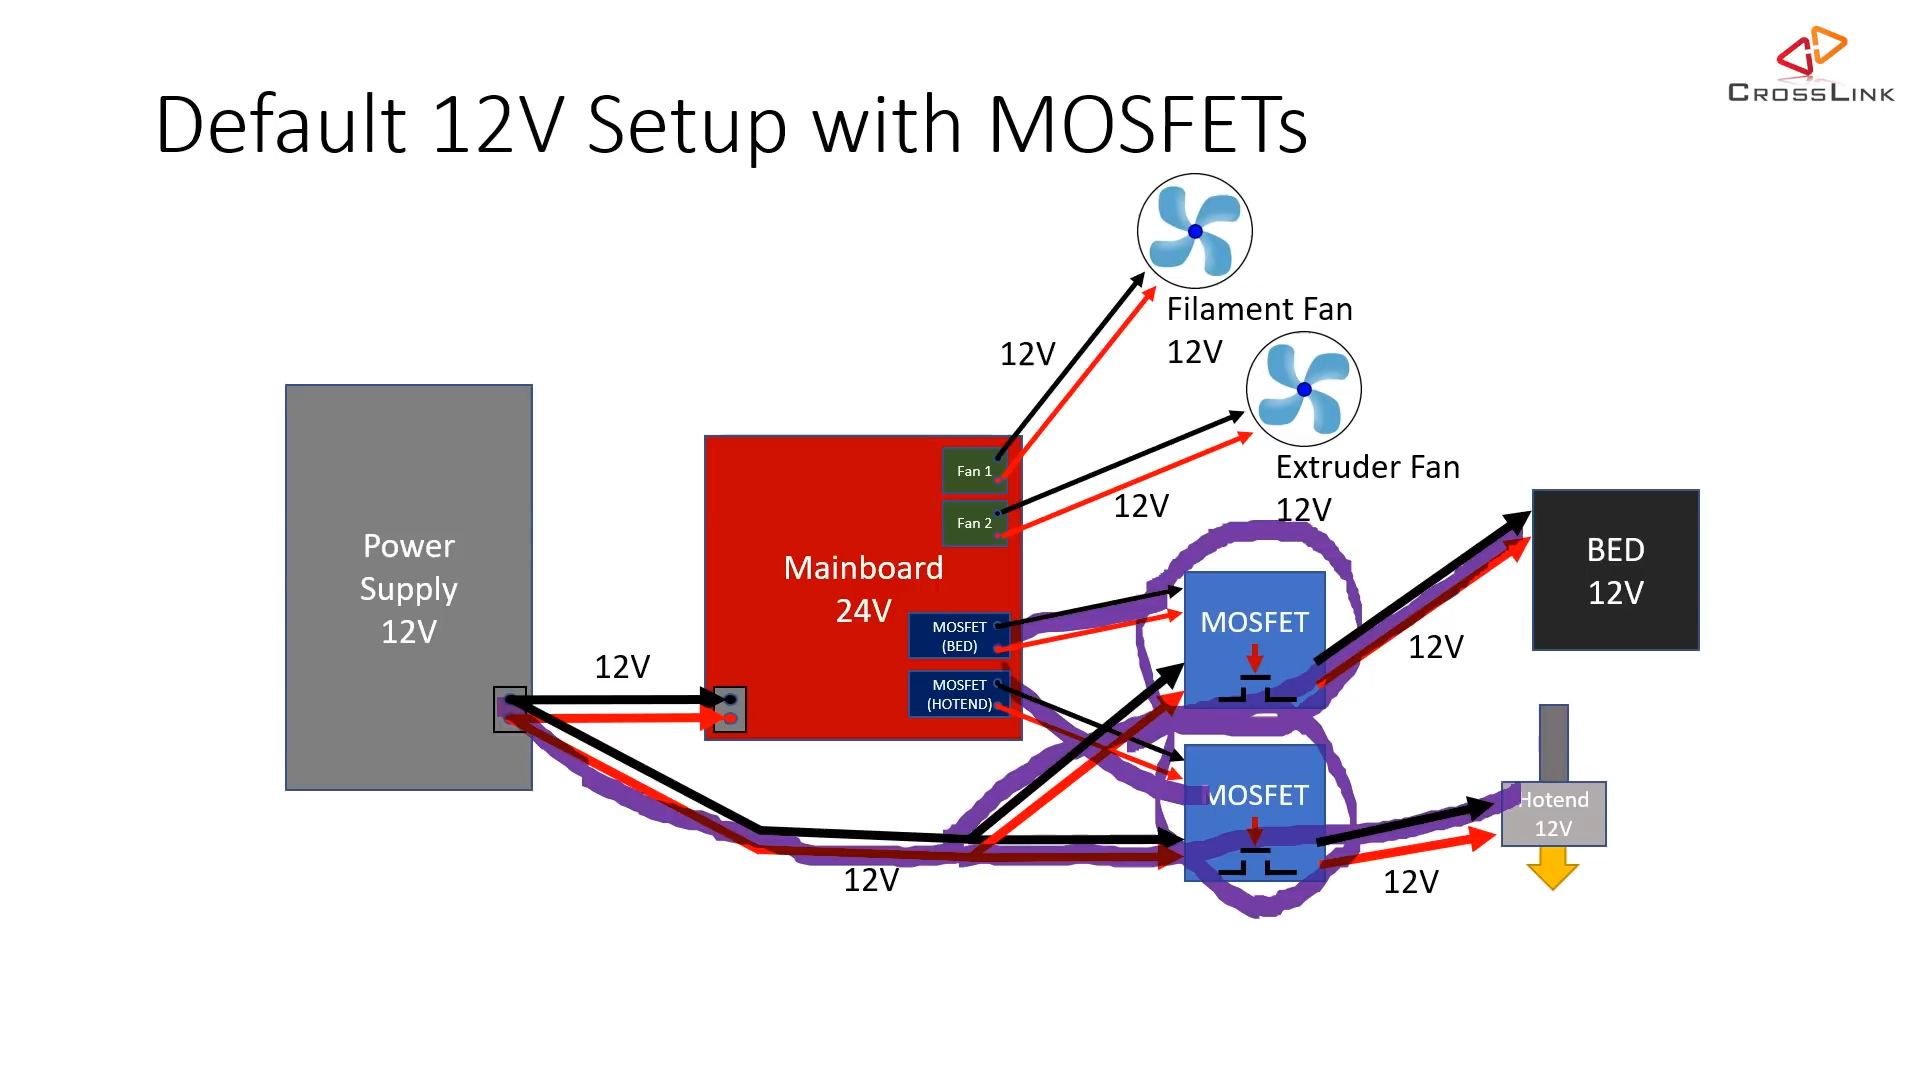 CROSSLINK
Default 12V Setup with MOSFETs
Filament Fan
12V
12V
Extruder Fan
12V
12V
Power
Supply
12V
12V
Mainboard
24V
Fan 1
Fan 2
MOSFET
(BED)
MOSFET
(HOTEND)
MOSFET
12V
BED
12V
MOSFET
12V
12V
Hotend
12V